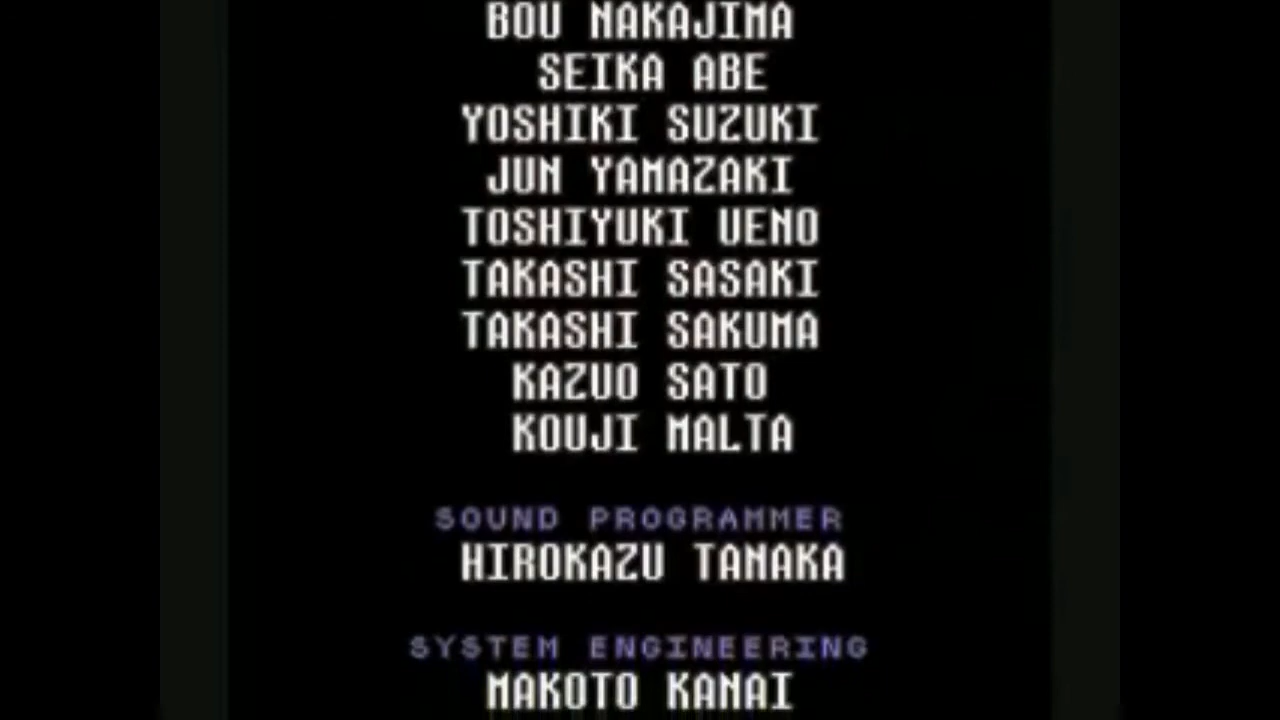 BOU NAKAJIMA
SEIKA ABE
YOSHIKI SUZUKI
JUN YAMAZAKI
TOSHIYUKI UENO
TAKASHI SASAKI
TAKASHI SAKUMA
KAZUO SATO
KOUJI MALTA
SOUND PROGRAMMER
HIROKAZU TANAKA
SYSTEM ENGINEERING
MAKOTO KANAI